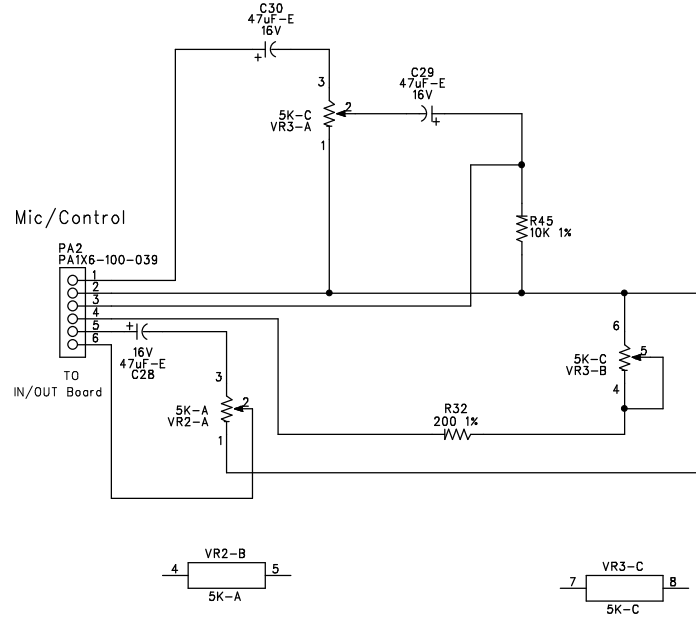 C30
47uF-E
16V
+
3
5K-C
VR3-A
2
1
C29
47uF-E
16V
+
R45
10K 1%
Mic/Control
PA2
PA1X6-100-039
1
2
3
4
5
6
+
16V
47uF-E
C28
TO
IN/OUT Board
3
5K-A
VR2-A
2
1
R32
200 1%
6
5K-C
VR3-B
5
4
VR2-B
4
5
5K-A
VR3-C
7
8
5K-C